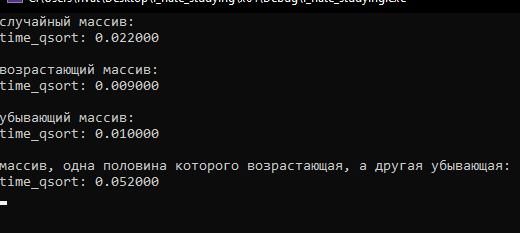 случайный массив:
time_qsort: 0.022000
возрастающий массив:
time_qsort: 0.009000
убывающий массив:
time_qsort: 0.010000
массив, одна половина которого возрастающая, а другая убывающая:
time_qsort: 0.052000